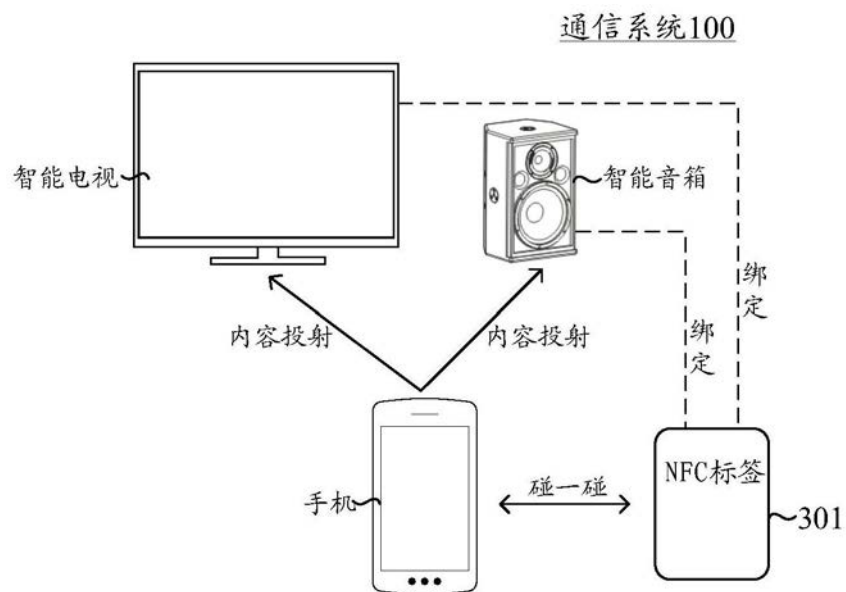 通信系统100
智能电视
智能音箱
内容投射
内容投射
绑定
绑定
NFC标签
碰一碰
手机
301